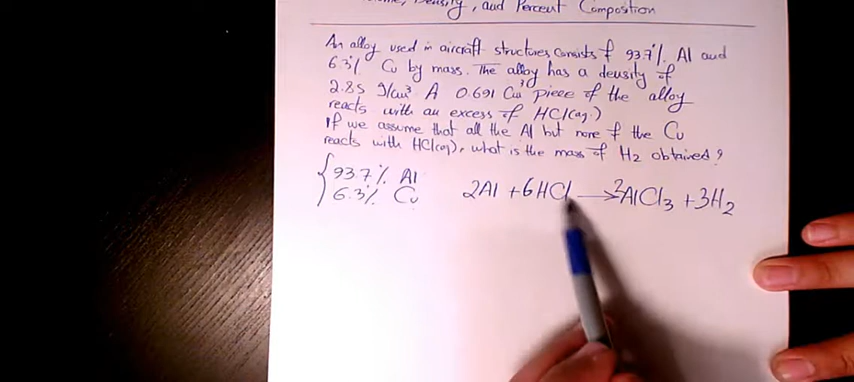 Density, and Percent Composition
An alloy used in aircraft structures consists of 93.7% Al and
6.3% Cu by mass. The alloy has a density of
2.85 g/cm³ A 0.691 cm³ piece of the alloy
reacts with an excess of HCl(aq.)
If we assume that all the Al but none of the Cu
reacts with HCl(aq), what is the mass of H2 obtained?
93.7% Al
6.3% Cu
2Al + 6HCl → 2AlCl3 + 3H2